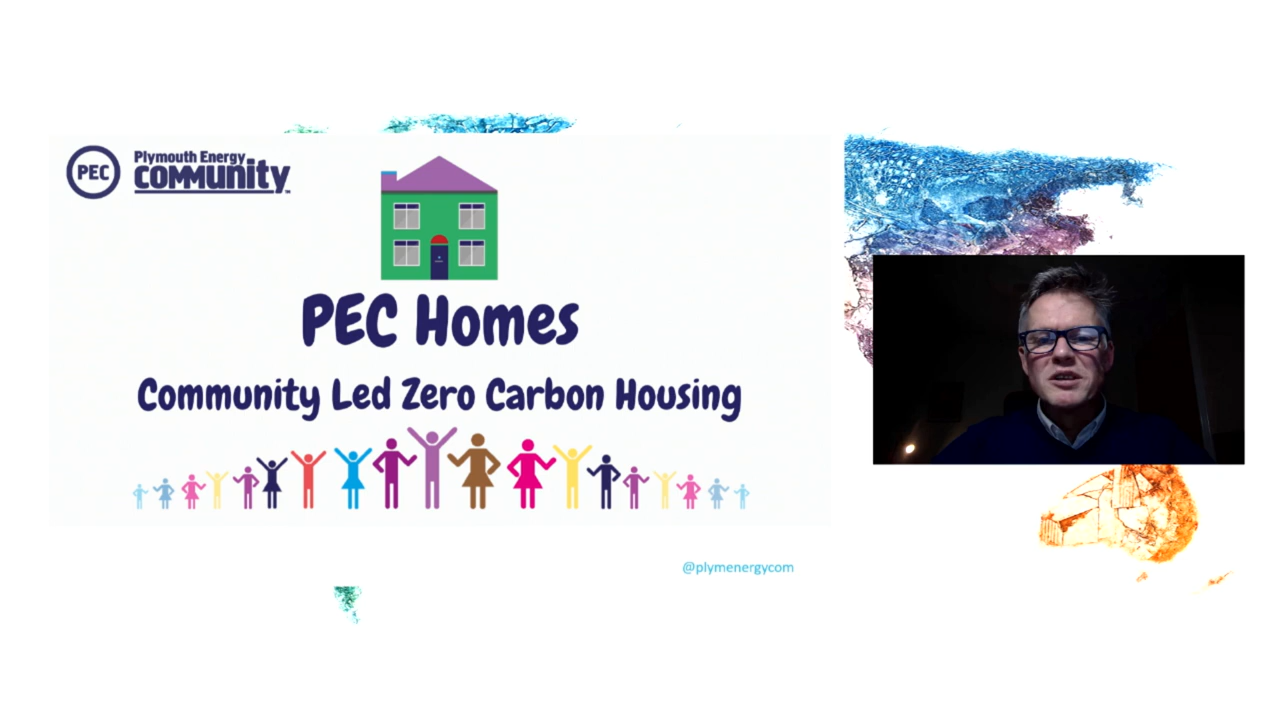 PEC
Plymouth Energy
Community
PEC Homes
Community Led Zero Carbon Housing
@plymenergycom